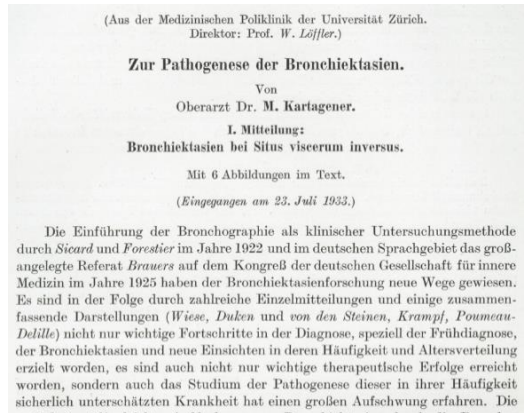 (Aus der Medizinischen Poliklinik der Universität Zürich.
Direktor: Prof. W. Löffler.)
Zur Pathogenese der Bronchiektasien.
Von
Oberarzt Dr. M. Kartagener.
I. Mitteilung:
Bronchiektasien bei Situs viscerum inversus.
Mit 6 Abbildungen im Text.
(Eingegangen am 23. Juli 1933.)
Die Einführung der Bronchographie als klinischer Untersuchungsmethode
durch Sicard und Forestier im Jahre 1922 und im deutschen Sprachgebiet das groß-
angelegte Referat Brauers auf dem Kongreß der deutschen Gesellschaft für innere
Medizin im Jahre 1925 haben der Bronchiektasienforschung neue Wege gewiesen.
Es sind in der Folge durch zahlreiche Einzelmitteilungen und einige zusammen-
fassende Darstellungen (Wiese, Duken und von den Steinen, Krampf, Poumeau-
Delille) nicht nur wichtige Fortschritte in der Diagnose, speziell der Frühdiagnose,
der Bronchiektasien und neue Einsichten in deren Häufigkeit und Altersverteilung
erzielt worden, es sind auch nicht nur wichtige therapeutische Erfolge erreicht
worden, sondern auch das Studium der Pathogenese dieser in ihrer Häufigkeit
sicherlich unterschätzten Krankheit hat einen großen Aufschwung erfahren. Die